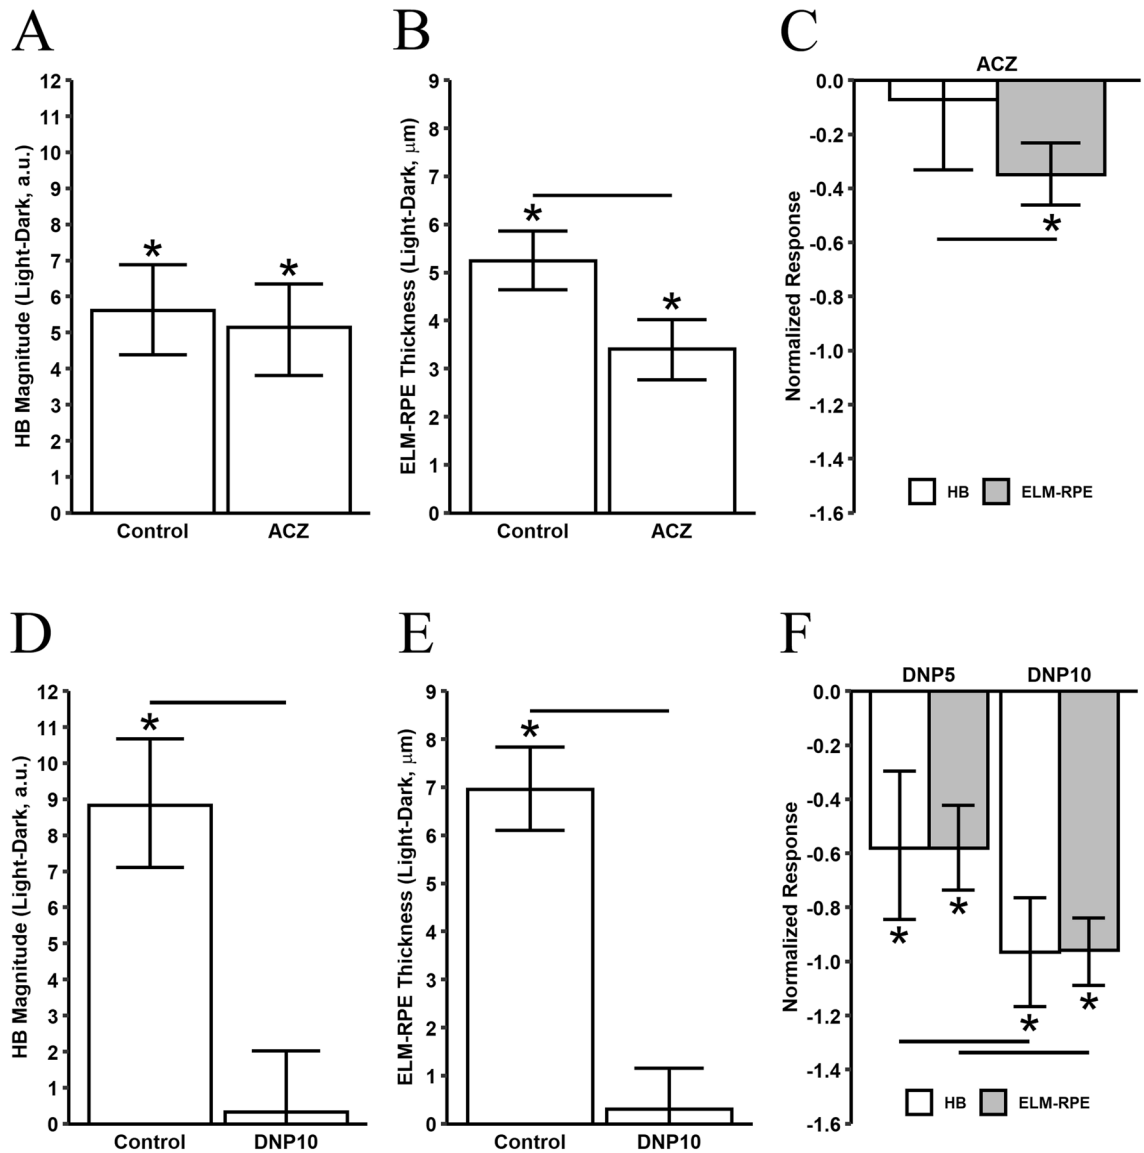 A
HB Magnitude (Light-Dark, a.u.)
12
11
10
9
8
7
6
5
4
3
2
1
0
*
*
Control
ACZ
B
ELM-RPE Thickness (Light-Dark, μm)
9
8
7
6
5
4
3
2
1
0
*
*
Control
ACZ
C
ACZ
Normalized Response
0.0
-0.2
-0.4
-0.6
-0.8
-1.0
-1.2
-1.4
-1.6
*
HB
ELM-RPE
D
HB Magnitude (Light-Dark, a.u.)
12
11
10
9
8
7
6
5
4
3
2
1
0
*
Control
DNP10
E
ELM-RPE Thickness (Light-Dark, μm)
9
8
7
6
5
4
3
2
1
0
*
Control
DNP10
F
DNP5
DNP10
Normalized Response
0.0
-0.2
-0.4
-0.6
-0.8
-1.0
-1.2
-1.4
-1.6
*
*
*
*
HB
ELM-RPE